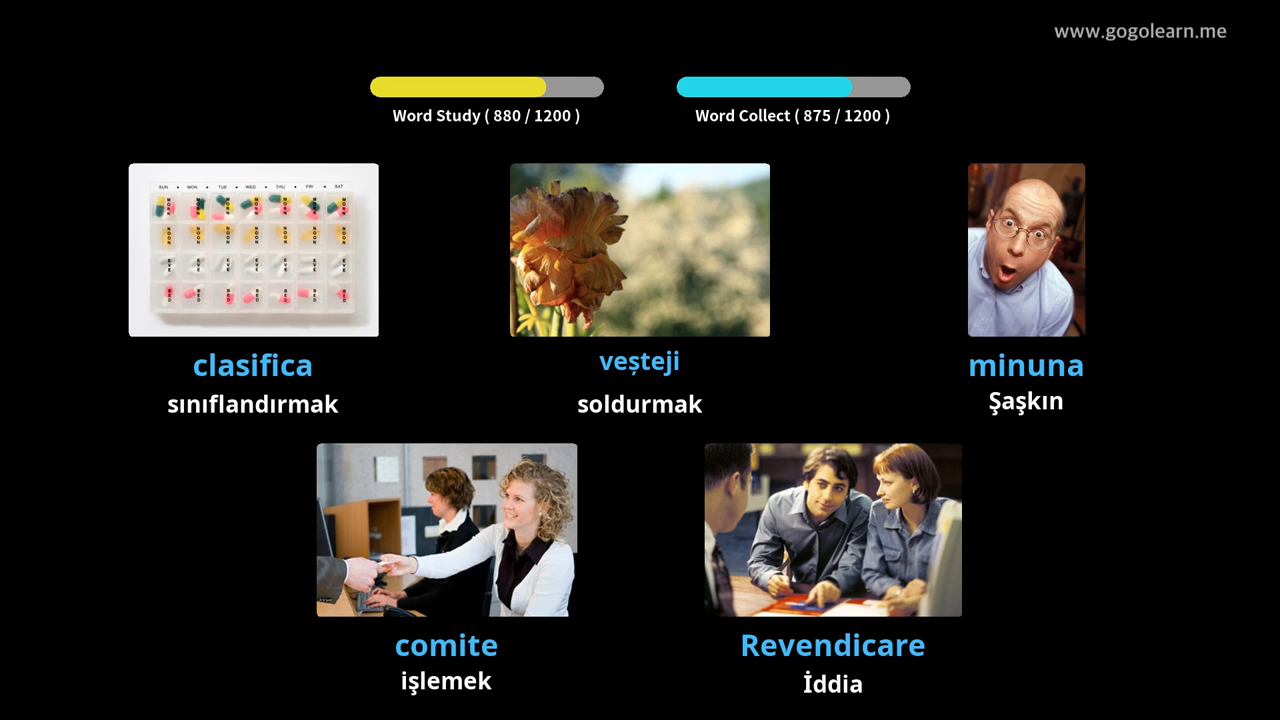 www.gogolearn.me
Word Study ( 880 / 1200 )
Word Collect ( 875 / 1200 )
SUN MON TUE WED THU FRI SAT
clasifica
sınıflandırmak
veșteji
soldurmak
minuna
Şaşkın
comite
işlemek
Revendicare
İddia